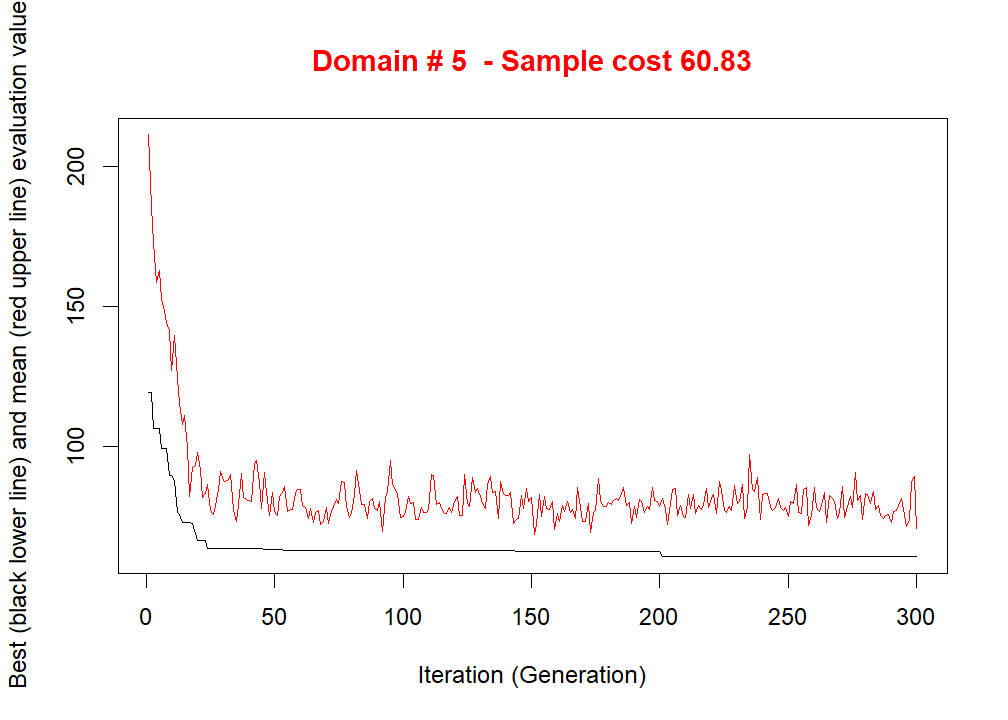 Domain # 5  - Sample cost 60.83
Best (black lower line) and mean (red upper line) evaluation value
200
150
100
0 50 100 150 200 250 300
Iteration (Generation)